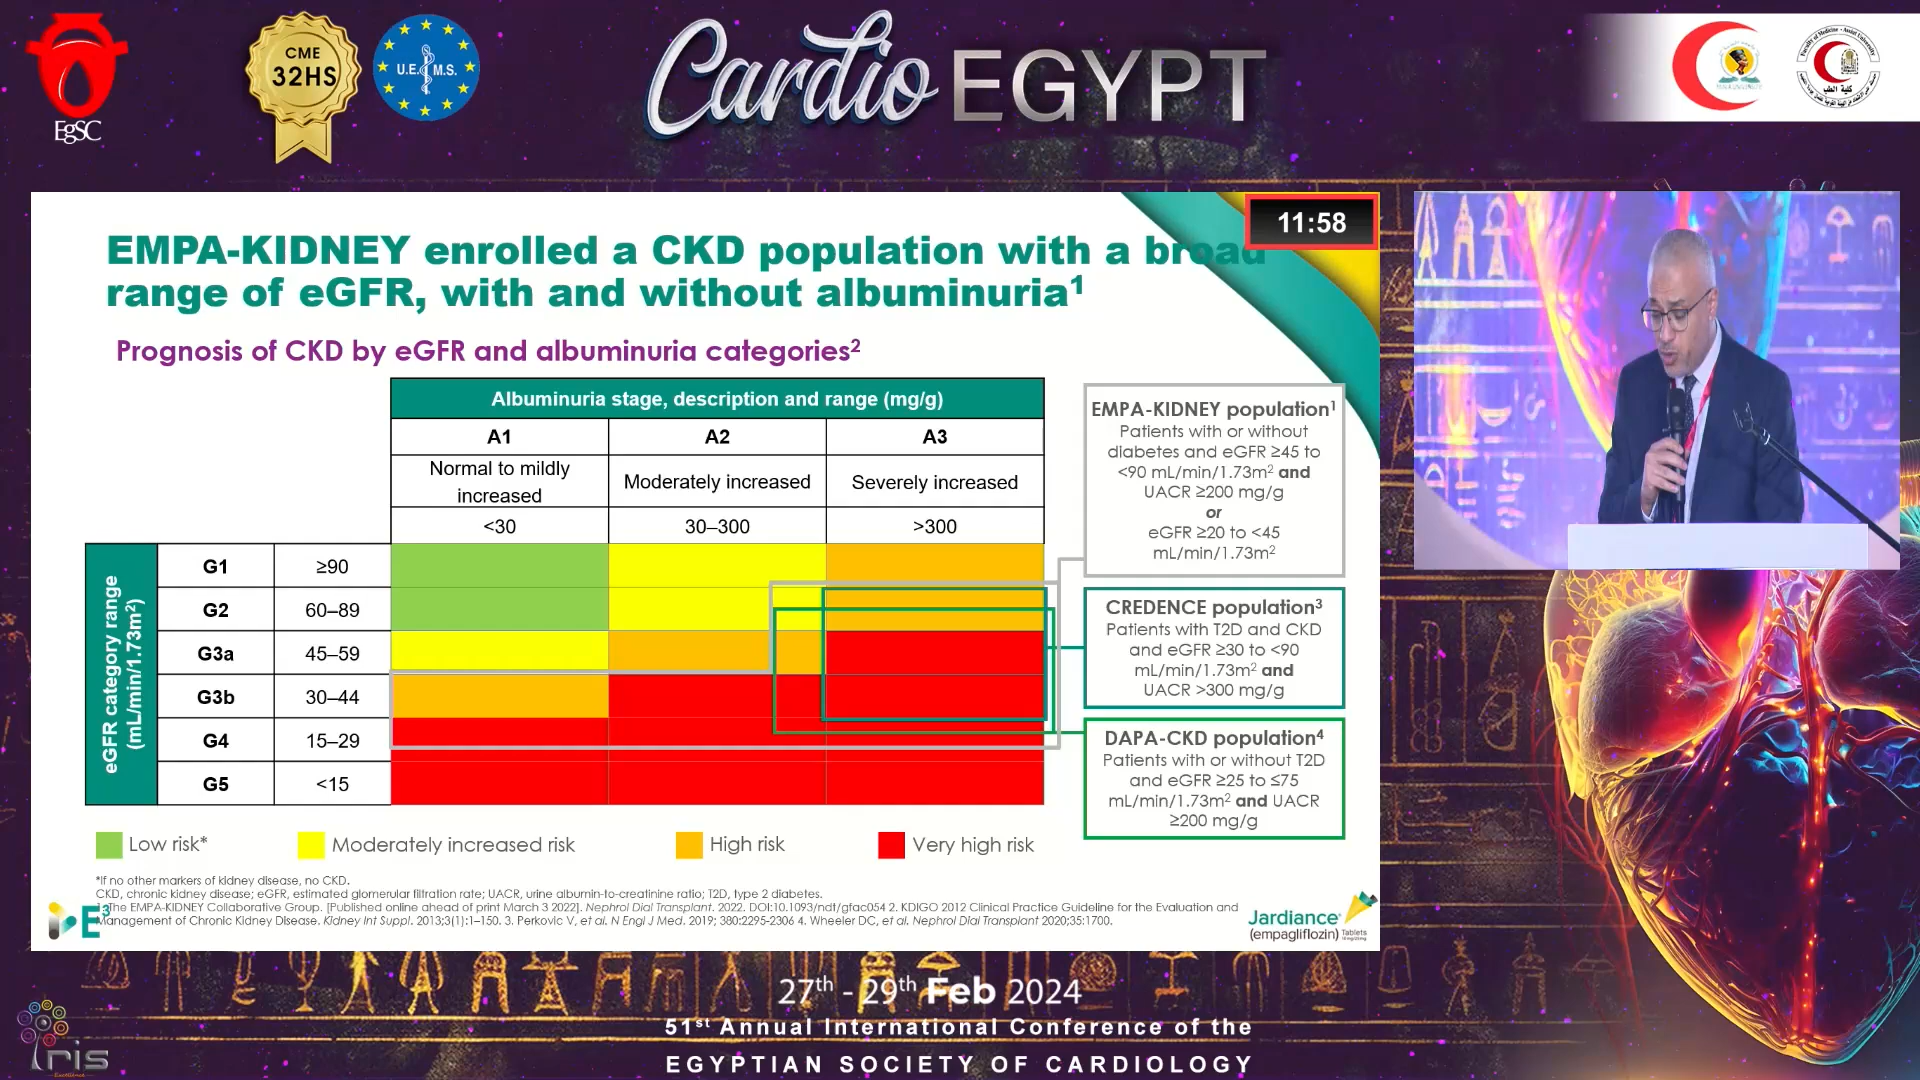 EgSC
CME
32HS
U.E.M.S.
Cardio EGYPT
كلية الطب
11:58
EMPA-KIDNEY enrolled a CKD population with a broad
range of eGFR, with and without albuminuria¹
Prognosis of CKD by eGFR and albuminuria categories²
Albuminuria stage, description and range (mg/g)
A1 A2 A3
Normal to mildly increased Moderately increased Severely increased
<30 30–300 >300
eGFR category range
(mL/min/1.73m²)
G1 ≥90
G2 60–89
G3a 45–59
G3b 30–44
G4 15–29
G5 <15
EMPA-KIDNEY population¹
Patients with or without
diabetes and eGFR ≥45 to
<90 mL/min/1.73m² and
UACR ≥200 mg/g
or
eGFR ≥20 to <45
mL/min/1.73m²
CREDENCE population³
Patients with T2D and CKD
and eGFR ≥30 to <90
mL/min/1.73m² and
UACR >300 mg/g
DAPA-CKD population⁴
Patients with or without T2D
and eGFR ≥25 to ≤75
mL/min/1.73m² and UACR
≥200 mg/g
Low risk* Moderately increased risk High risk Very high risk
*If no other markers of kidney disease, no CKD.
CKD, chronic kidney disease; eGFR, estimated glomerular filtration rate; UACR, urine albumin-to-creatinine ratio; T2D, type 2 diabetes.
1. The EMPA-KIDNEY Collaborative Group. [Published online ahead of print March 3 2022]. Nephrol Dial Transplant. 2022. DOI:10.1093/ndt/gfac054 2. KDIGO 2012 Clinical Practice Guideline for the Evaluation and
Management of Chronic Kidney Disease. Kidney Int Suppl. 2013;3(1):1–150. 3. Perkovic V, et al. N Engl J Med. 2019; 380:2295-2306 4. Wheeler DC, et al. Nephrol Dial Transplant 2020;35:1700.
E³
Jardiance®
(empagliflozin) Tablets
27th - 29th Feb 2024
51st Annual International Conference of the
EGYPTIAN SOCIETY OF CARDIOLOGY
Iris